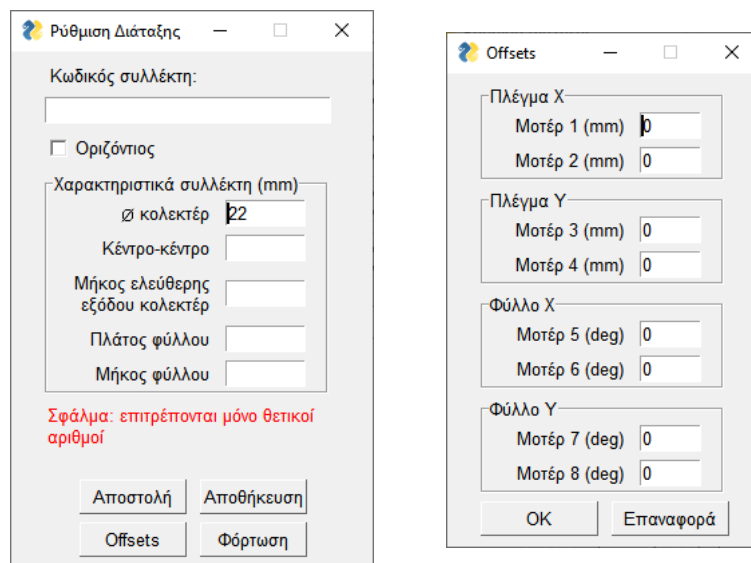 Ρύθμιση Διάταξης
Κωδικός συλλέκτη:
Οριζόντιος
Χαρακτηριστικά συλλέκτη (mm)
Ø κολεκτέρ 22
Κέντρο-κέντρο
Μήκος ελεύθερης
εξόδου κολεκτέρ
Πλάτος φύλλου
Μήκος φύλλου
Σφάλμα: επιτρέπονται μόνο θετικοί
αριθμοί
Αποστολή Αποθήκευση
Offsets Φόρτωση
Offsets
Πλέγμα X
Μοτέρ 1 (mm) 0
Μοτέρ 2 (mm) 0
Πλέγμα Y
Μοτέρ 3 (mm) 0
Μοτέρ 4 (mm) 0
Φύλλο X
Μοτέρ 5 (deg) 0
Μοτέρ 6 (deg) 0
Φύλλο Y
Μοτέρ 7 (deg) 0
Μοτέρ 8 (deg) 0
OK Επαναφορά